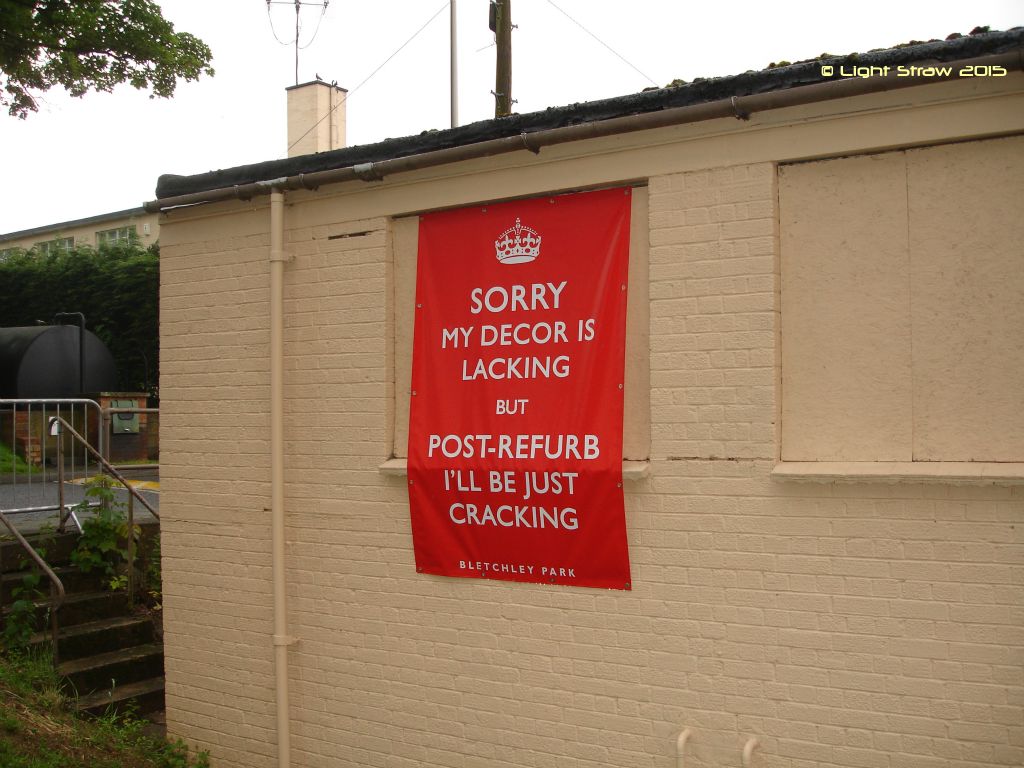 © Light Straw 2015
SORRY
MY DECOR IS
LACKING
BUT
POST-REFURB
I'LL BE JUST
CRACKING
BLETCHLEY PARK